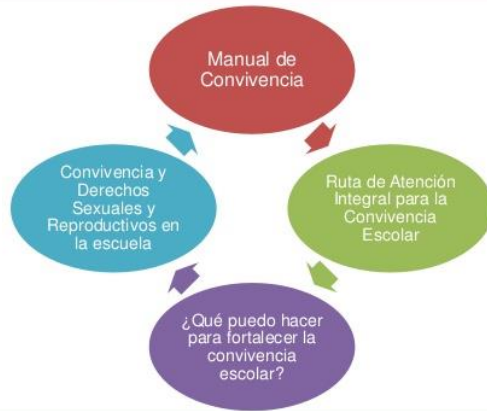 Manual de
Convivencia
Ruta de Atención
Integral para la
Convivencia
Escolar
¿Qué puedo hacer
para fortalecer la
convivencia
escolar?
Convivencia y
Derechos
Sexuales y
Reproductivos en
la escuela